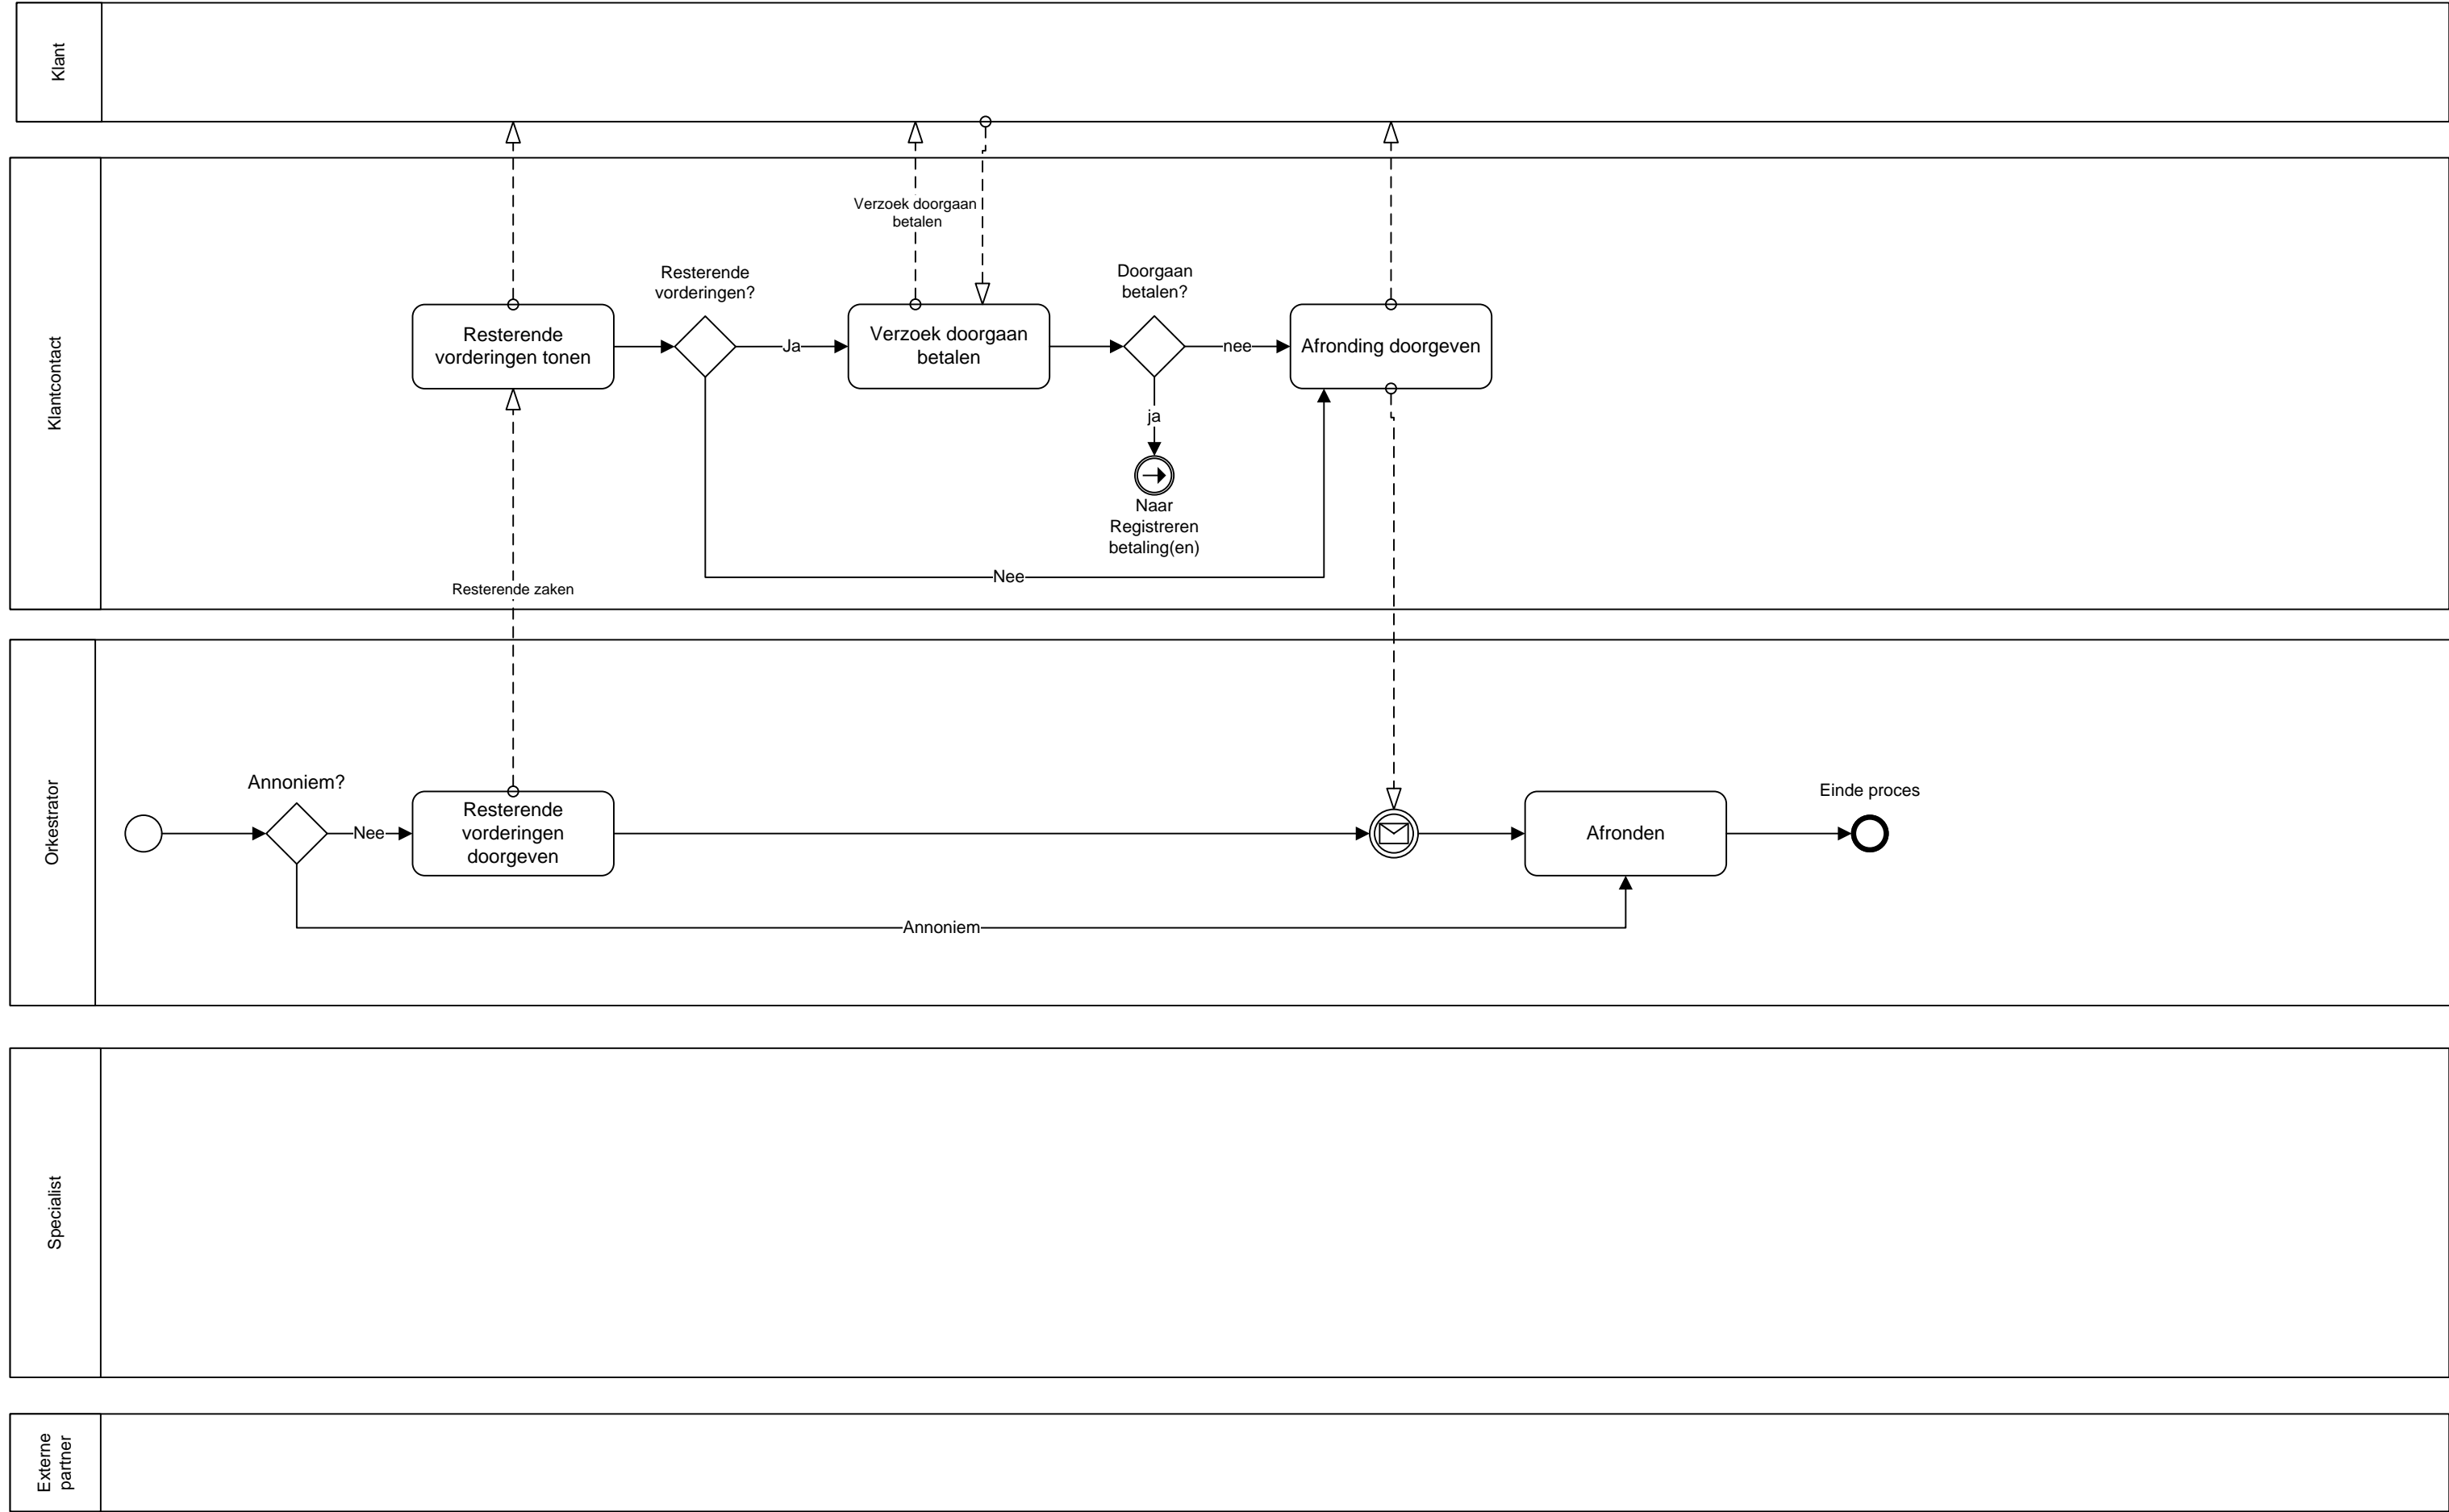 Klant
Klantcontact
Verzoek doorgaan
betalen
Resterende
vorderingen?
Doorgaan
betalen?
Resterende
vorderingen tonen
Ja
Verzoek doorgaan
betalen
nee
Afronding doorgeven
ja
Naar
Registreren
betaling(en)
Nee
Resterende zaken
Orkestrator
Annoniem?
Einde proces
Nee
Resterende
vorderingen
doorgeven
Afronden
Annoniem
Specialist
Externe
partner